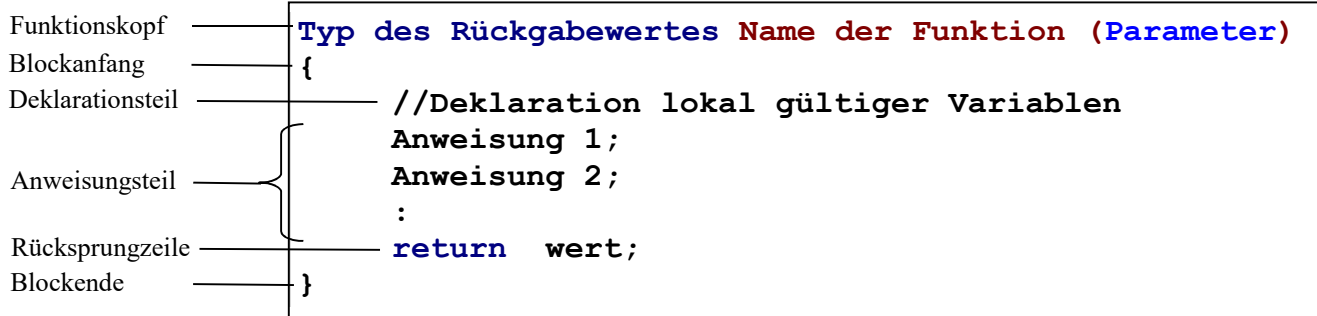 Funktionskopf Typ des Rückgabewertes Name der Funktion (Parameter)
Blockanfang {
Deklarationsteil //Deklaration lokal gültiger Variablen
Anweisung 1;
Anweisungsteil Anweisung 2;
:
Rücksprungzeile return wert;
Blockende }